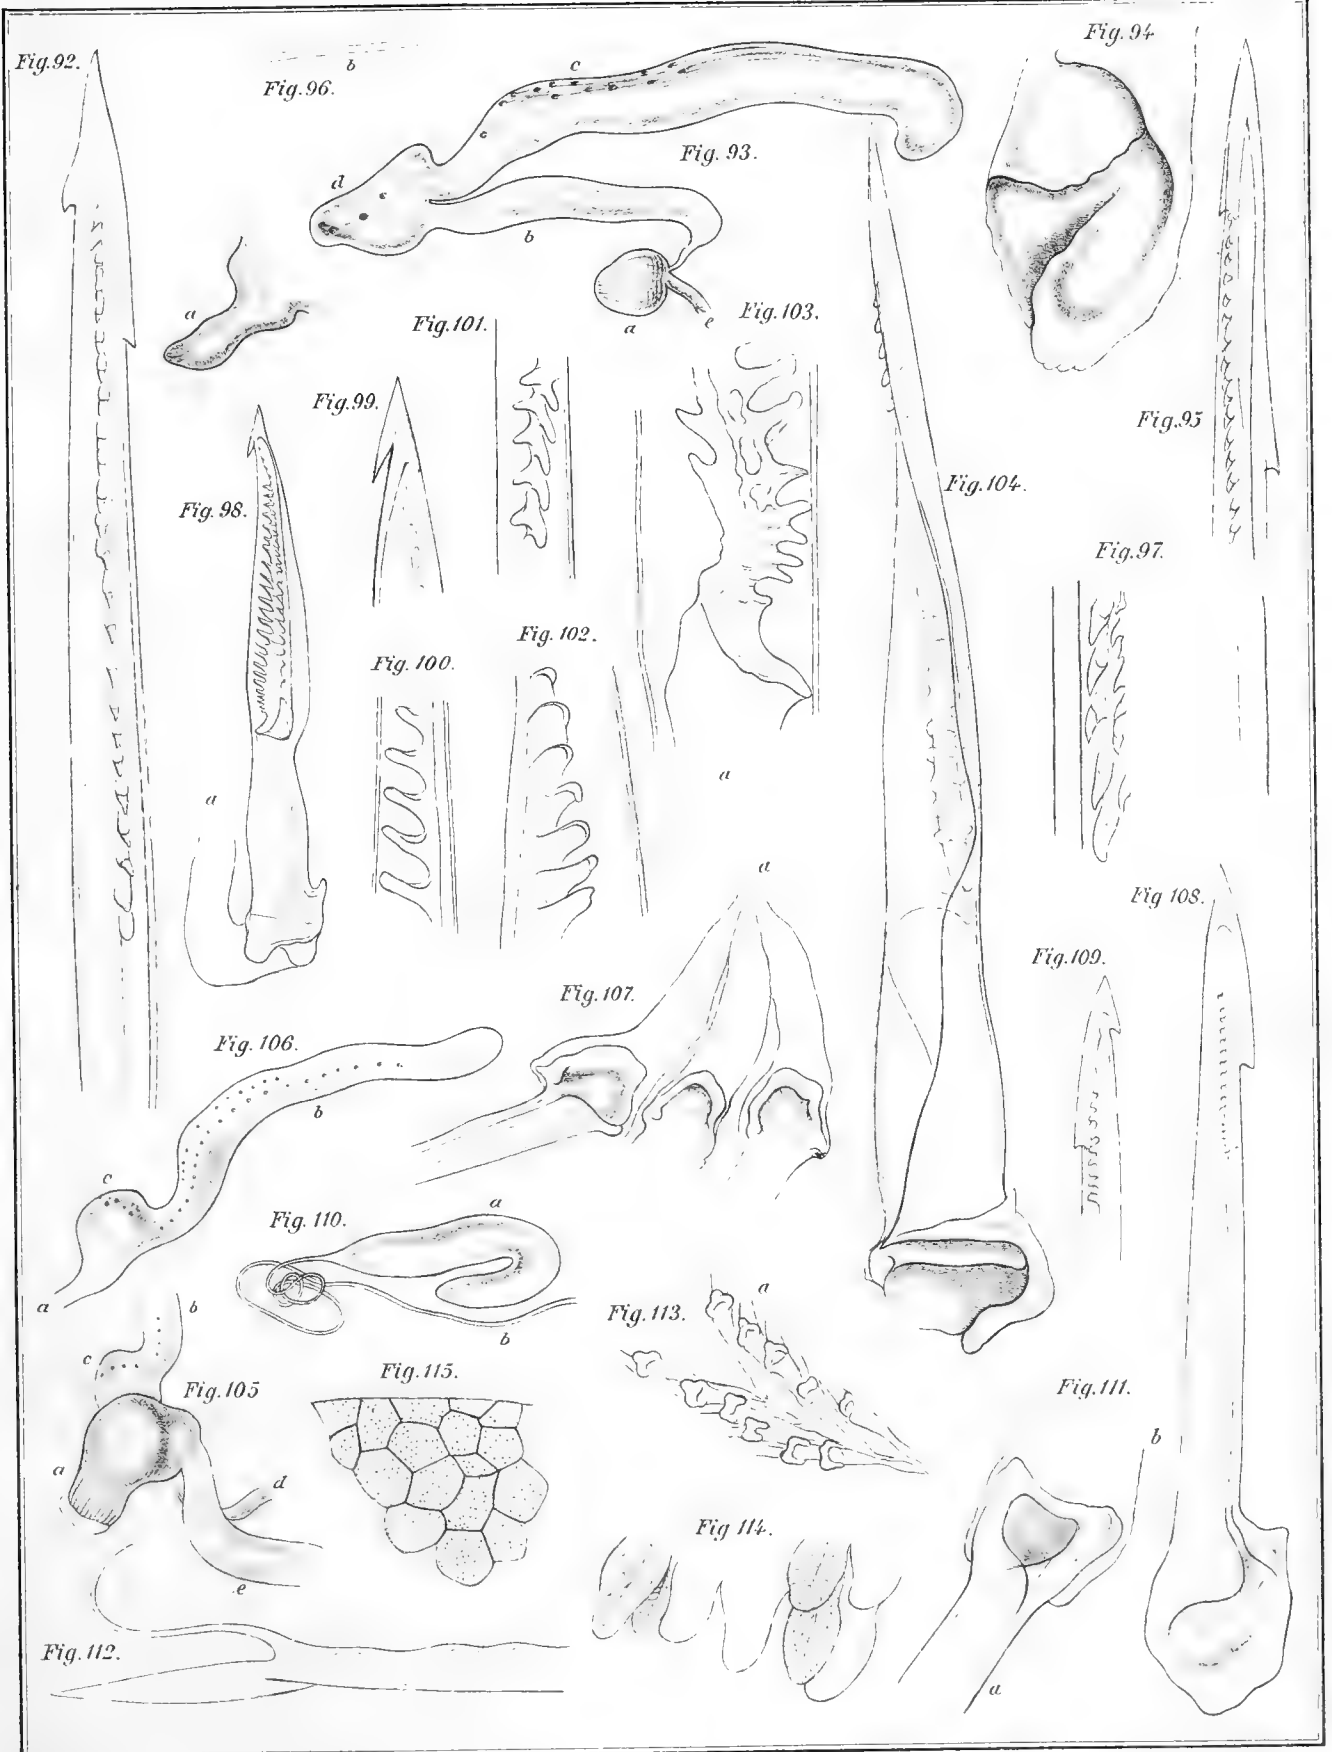 Fig. 92.
b
Fig. 96.
c
Fig. 94
Fig. 93.
d
b
a
a
e
Fig. 101.
Fig. 103.
Fig. 99.
Fig. 95
Fig. 98.
Fig. 104.
Fig. 97.
Fig. 102.
Fig. 100.
a
a
a
Fig 108.
Fig. 109.
Fig. 107.
Fig. 106.
b
c
a
Fig. 110.
a
b
b
a
Fig. 113.
c
Fig. 115.
Fig. 105
Fig. 111.
b
a
d
Fig 114.
e
Fig. 112.
a